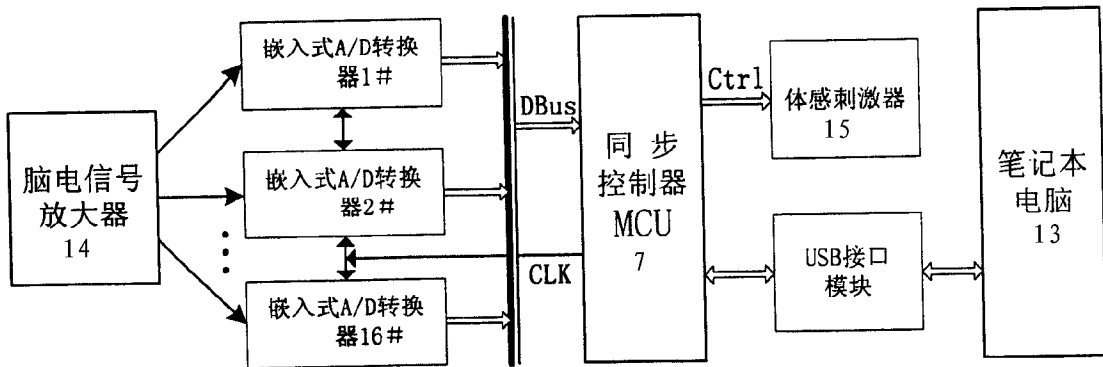 脑电信号
放大器
14
嵌入式A/D转换
器1#
嵌入式A/D转换
器2#
嵌入式A/D转换
器16#
DBus
CLK
同 步
控制器
MCU
7
Ctrl
体感刺激器
15
USB接口
模块
笔记本
电脑
13